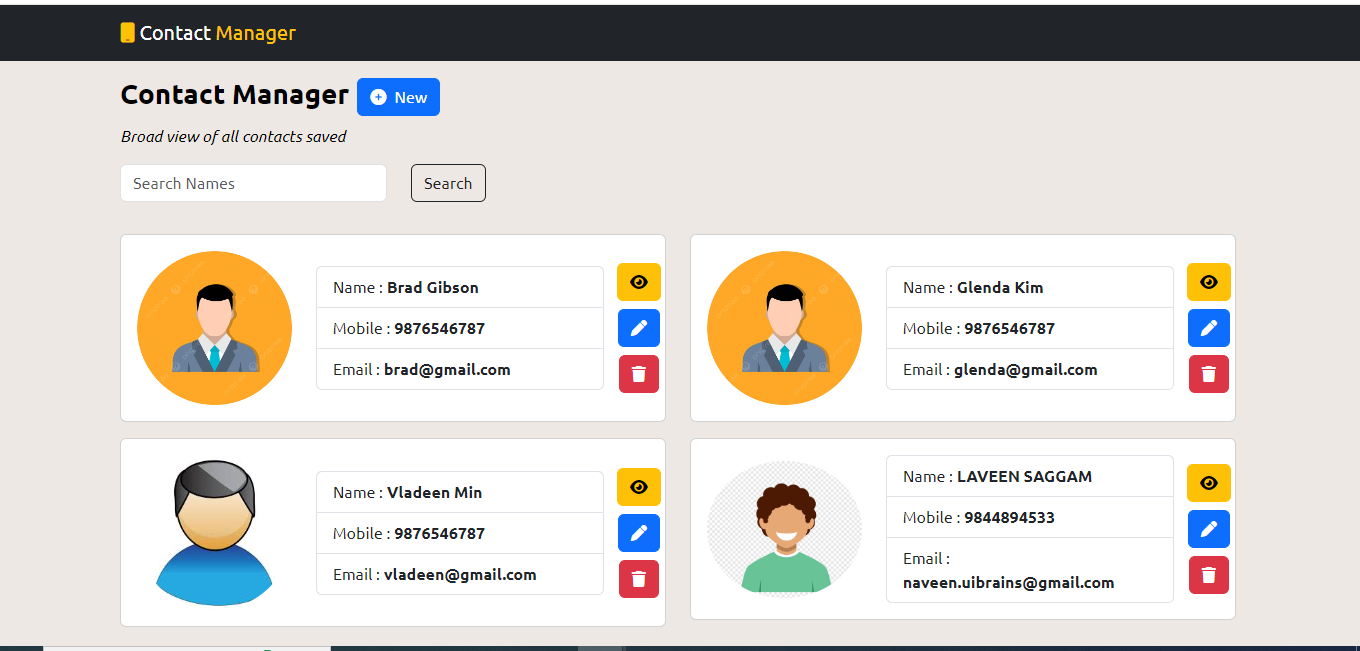 Contact Manager
Contact Manager
New
Broad view of all contacts saved
Search Names
Search
Name : Brad Gibson
Mobile : 9876546787
Email : brad@gmail.com
Name : Glenda Kim
Mobile : 9876546787
Email : glenda@gmail.com
Name : Vladeen Min
Mobile : 9876546787
Email : vladeen@gmail.com
Name : LAVEEN SAGGAM
Mobile : 9844894533
Email :
naveen.uibrains@gmail.com